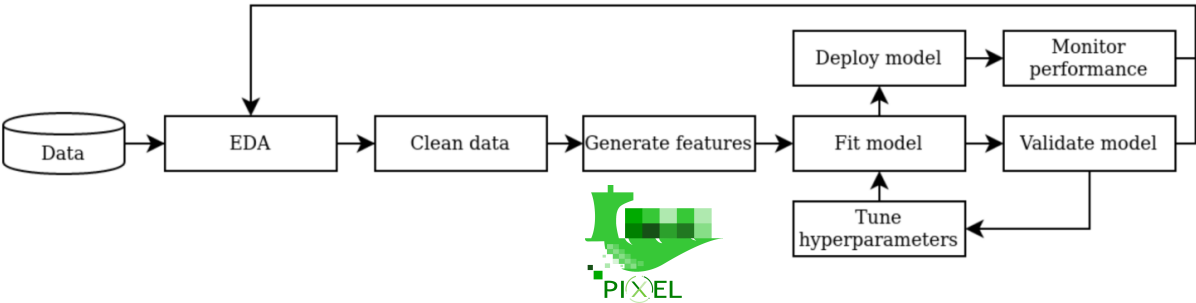 Deploy model
Monitor
performance
Data
EDA
Clean data
Generate features
Fit model
Validate model
Tune
hyperparameters
PIXEL